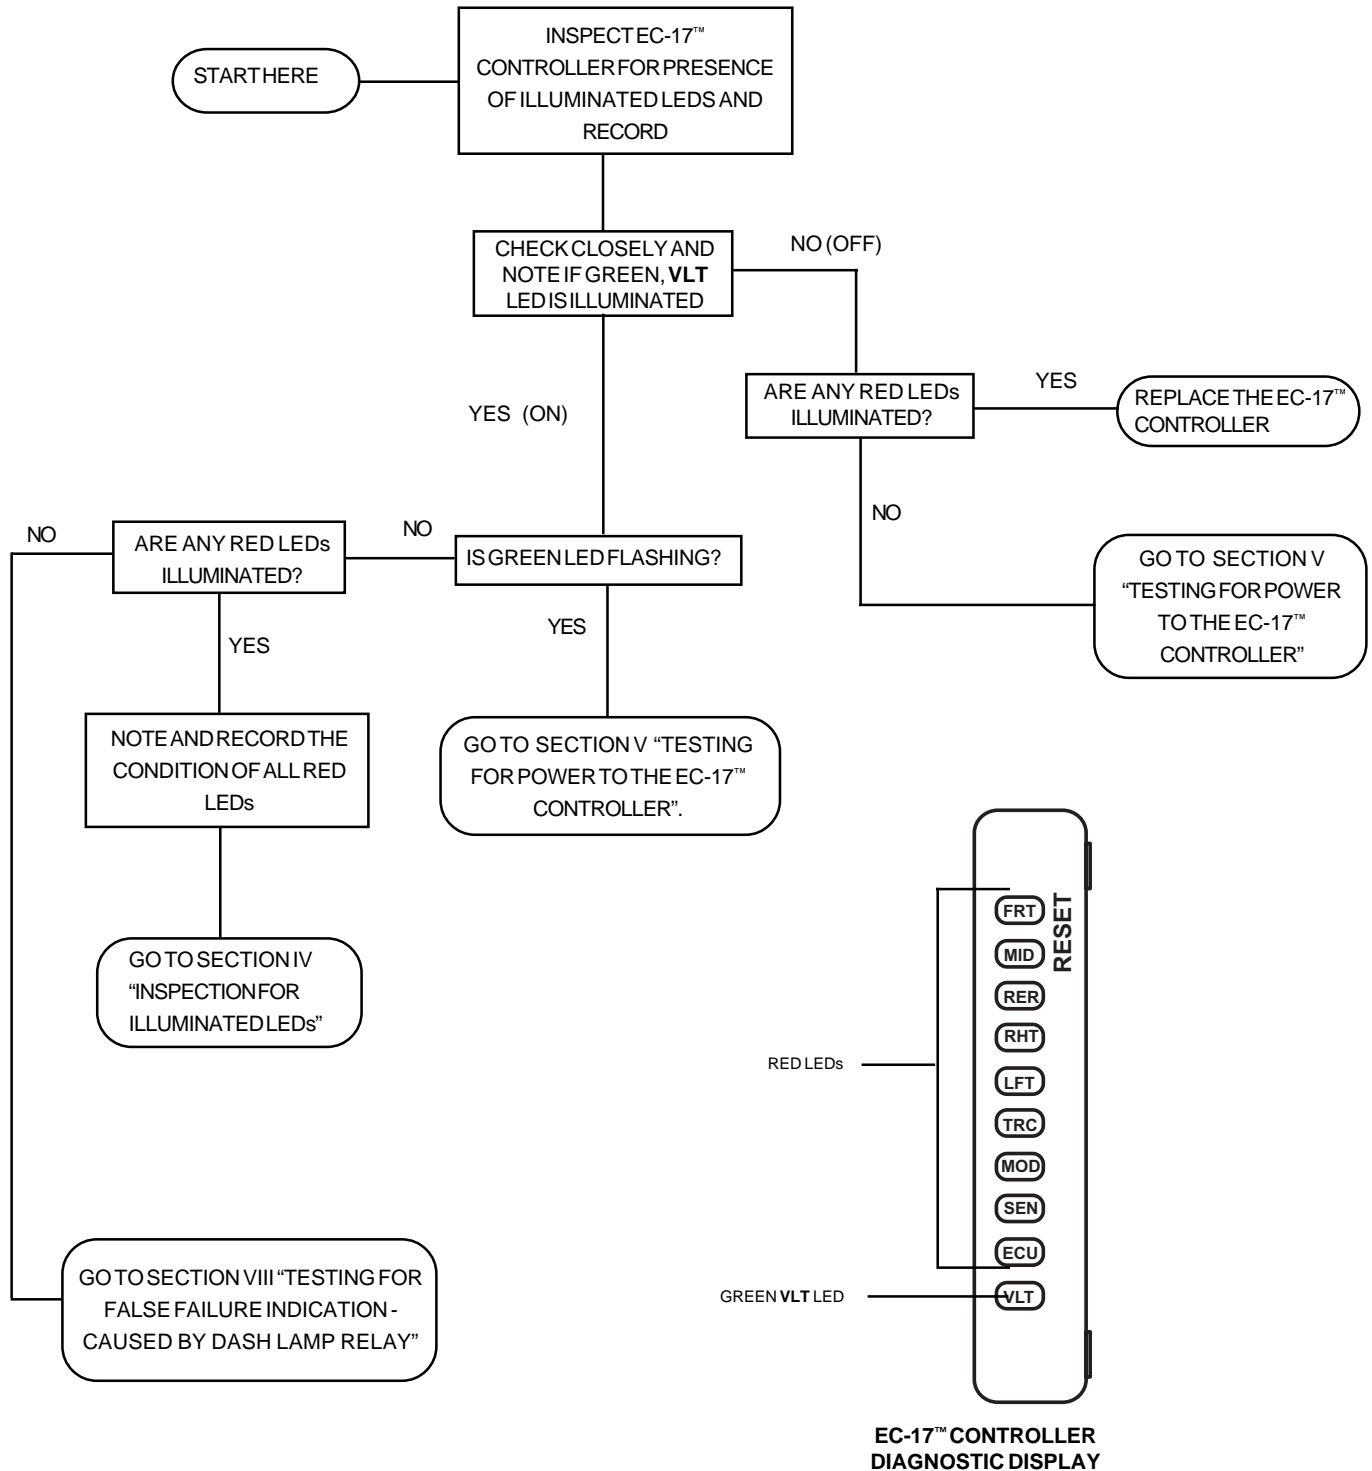 START HERE
INSPECT EC-17™
CONTROLLER FOR PRESENCE
OF ILLUMINATED LEDS AND
RECORD
CHECK CLOSELY AND
NOTE IF GREEN, VLT
LED IS ILLUMINATED
NO (OFF)
YES (ON)
ARE ANY RED LEDs
ILLUMINATED?
YES
REPLACE THE EC-17™
CONTROLLER
NO
GO TO SECTION V
“TESTING FOR POWER
TO THE EC-17™
CONTROLLER”
IS GREEN LED FLASHING?
NO
ARE ANY RED LEDs
ILLUMINATED?
NO
YES
YES
NOTE AND RECORD THE
CONDITION OF ALL RED
LEDs
GO TO SECTION V “TESTING
FOR POWER TO THE EC-17™
CONTROLLER”.
GO TO SECTION IV
“INSPECTION FOR
ILLUMINATED LEDs”
GO TO SECTION VIII “TESTING FOR
FALSE FAILURE INDICATION -
CAUSED BY DASH LAMP RELAY”
RESET
FRT
MID
RER
RHT
LFT
TRC
MOD
SEN
ECU
VLT
RED LEDs
GREEN VLT LED
EC-17™ CONTROLLER
DIAGNOSTIC DISPLAY